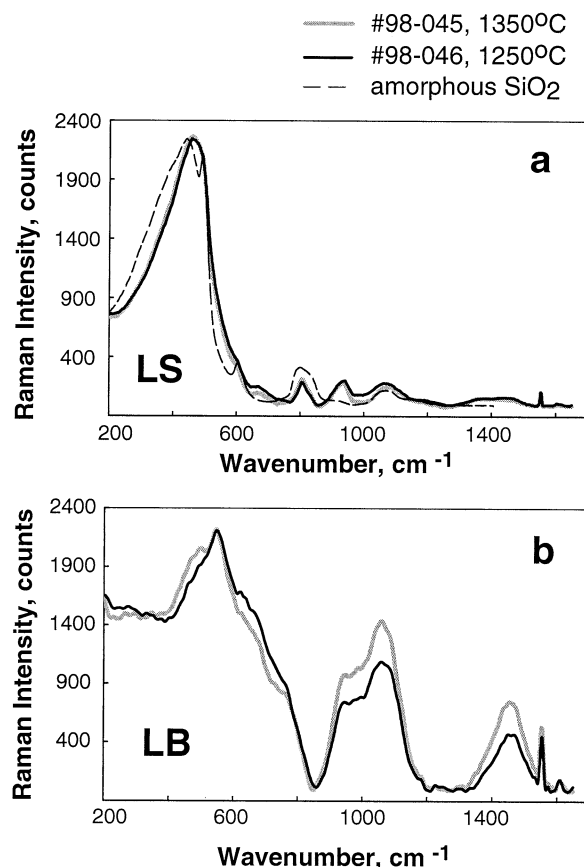 #98-045, 1350ºC
#98-046, 1250ºC
amorphous SiO2
2400
1900
1400
900
400
Raman Intensity, counts
a
LS
200 600 1000 1400
Wavenumber, cm -1
2400
1900
1400
900
400
Raman Intensity, counts
b
LB
200 600 1000 1400
Wavenumber, cm -1